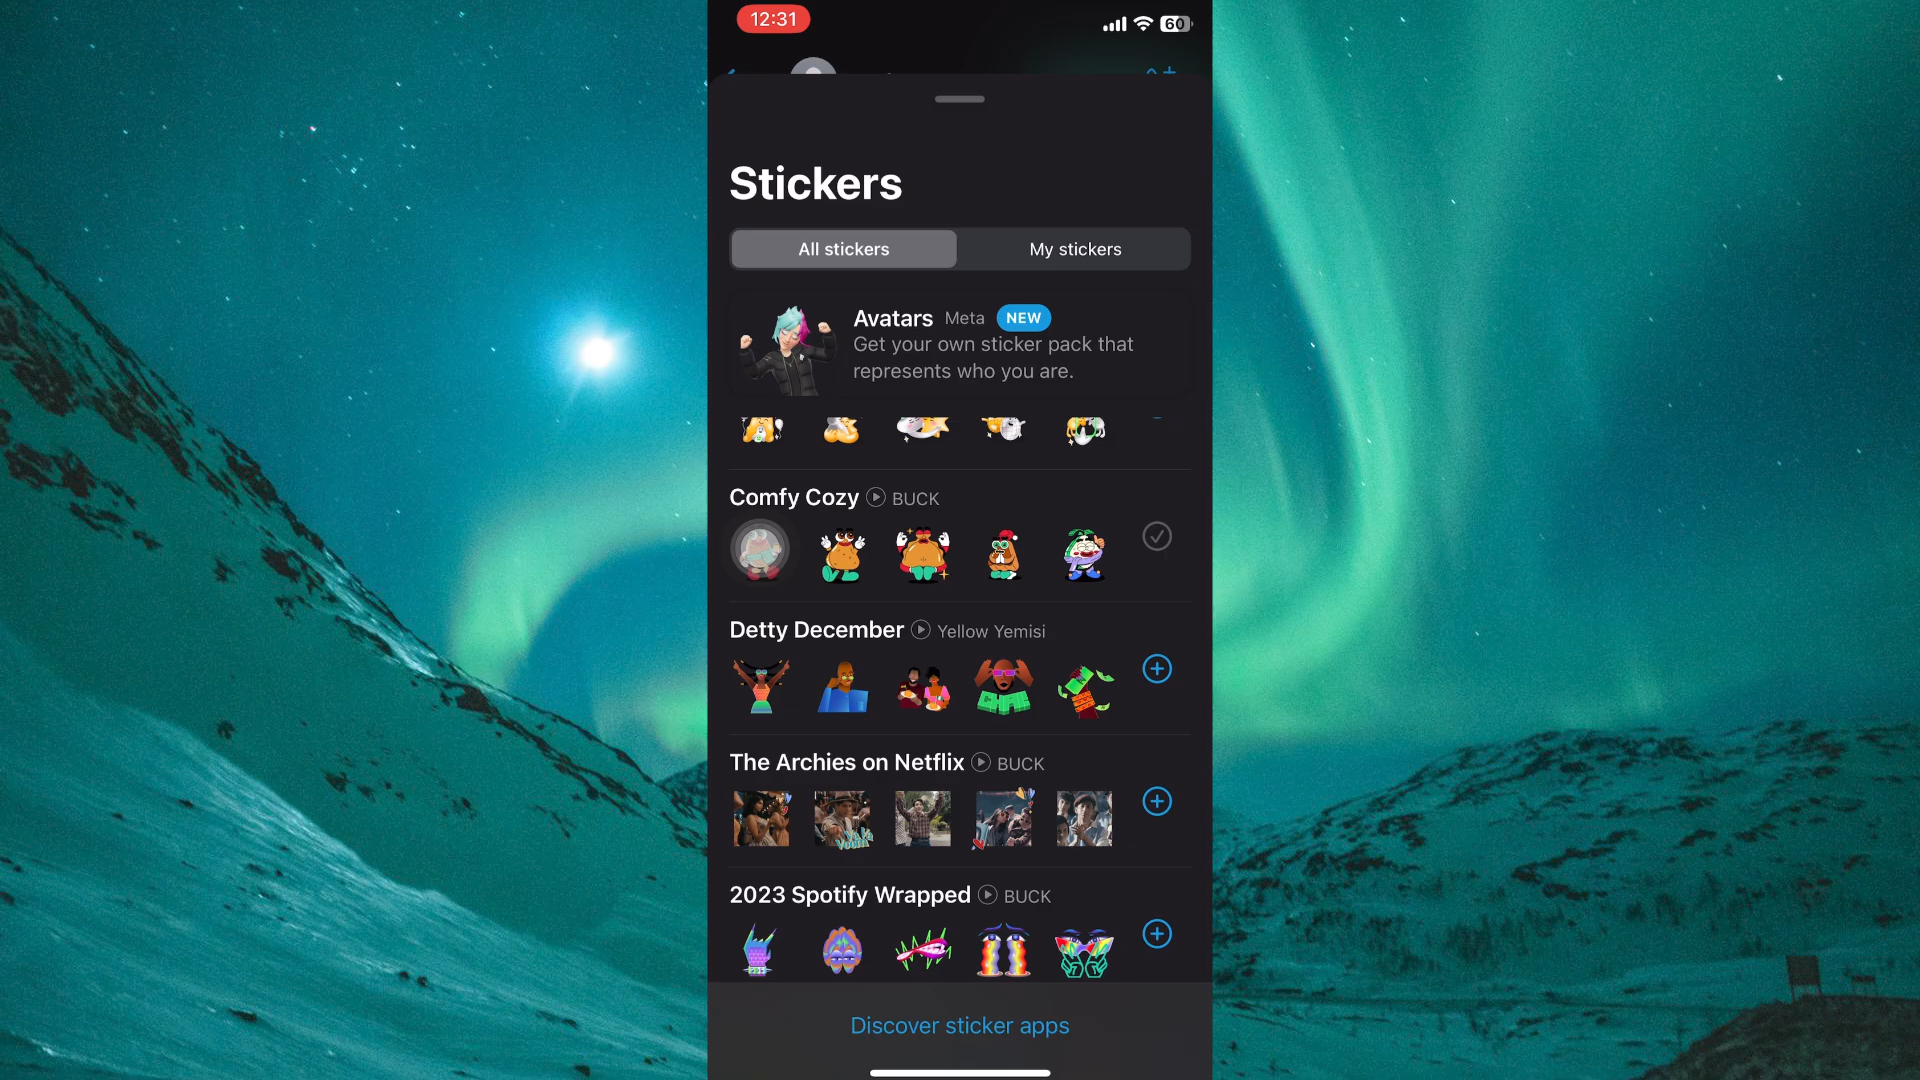 12:31
60
Stickers
All stickers
My stickers
Avatars Meta NEW
Get your own sticker pack that
represents who you are.
Comfy Cozy BUCK
Detty December Yellow Yemisi
The Archies on Netflix BUCK
2023 Spotify Wrapped BUCK
Discover sticker apps